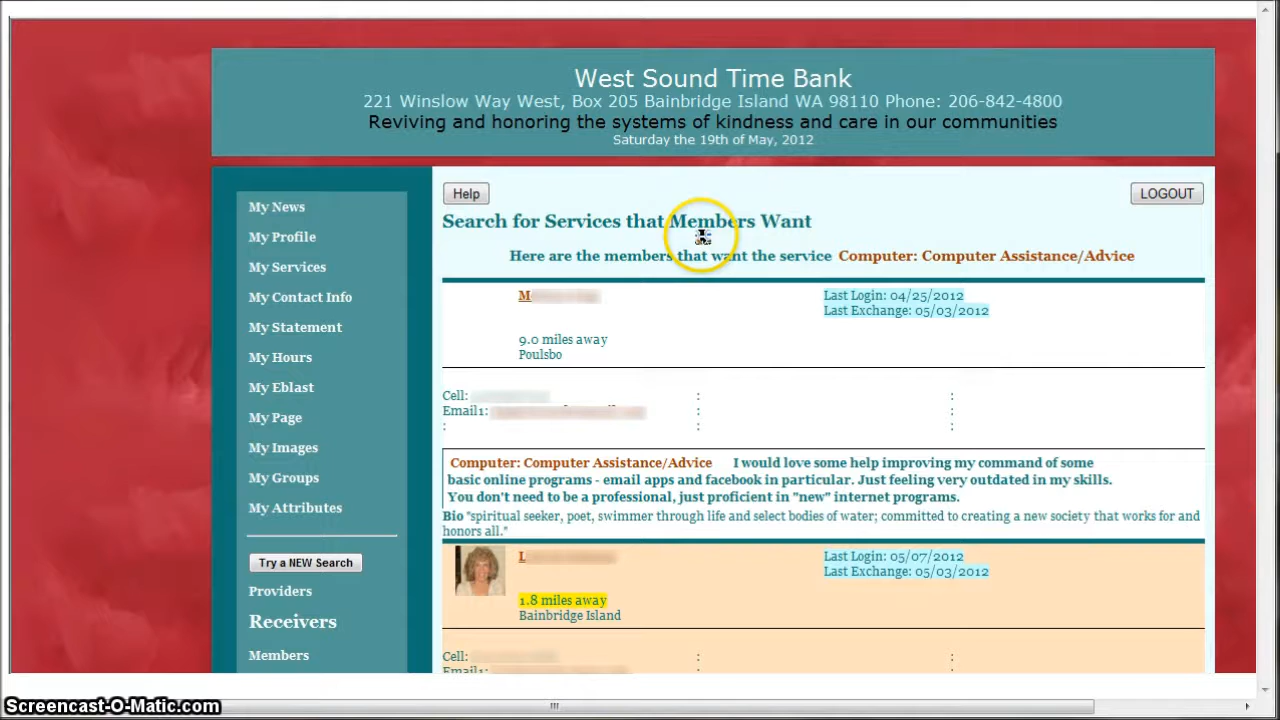 West Sound Time Bank
221 Winslow Way West, Box 205 Bainbridge Island WA 98110 Phone: 206-842-4800
Reviving and honoring the systems of kindness and care in our communities
Saturday the 19th of May, 2012
My News
My Profile
My Services
My Contact Info
My Statement
My Hours
My Eblast
My Page
My Images
My Groups
My Attributes
Try a NEW Search
Providers
Receivers
Members
Help
LOGOUT
Search for Services that Members Want
Here are the members that want the service Computer: Computer Assistance/Advice
M
Last Login: 04/25/2012
Last Exchange: 05/03/2012
9.0 miles away
Poulsbo
Cell: : :
Email1: : :
: : :
Computer: Computer Assistance/Advice I would love some help improving my command of some
basic online programs - email apps and facebook in particular. Just feeling very outdated in my skills.
You don't need to be a professional, just proficient in "new" internet programs.
Bio "spiritual seeker, poet, swimmer through life and select bodies of water; committed to creating a new society that works for and
honors all."
L
Last Login: 05/07/2012
Last Exchange: 05/03/2012
1.8 miles away
Bainbridge Island
Cell: : :
Email1: : :
Screencast-O-Matic.com